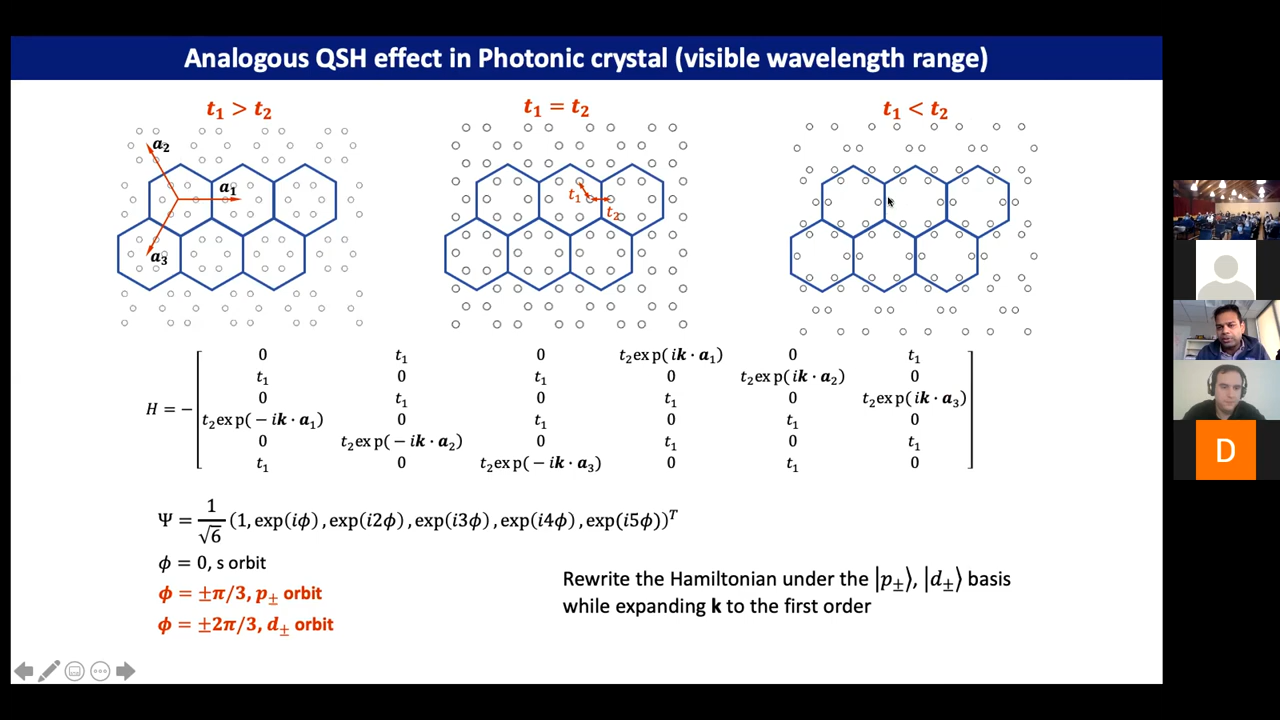 Analogous QSH effect in Photonic crystal (visible wavelength range)
t₁ > t₂
t₁ = t₂
t₁ < t₂
a₂
a₁
a₃
t₁
t₂
H = −
0 t₁ 0 t₂exp(ik · a₁) 0 t₁
t₁ 0 t₁ 0 t₂exp(ik · a₂) 0
0 t₁ 0 t₁ 0 t₂exp(ik · a₃)
t₂exp(−ik · a₁) 0 t₁ 0 t₁ 0
0 t₂exp(−ik · a₂) 0 t₁ 0 t₁
t₁ 0 t₂exp(−ik · a₃) 0 t₁ 0
Ψ = 1/√6 (1, exp(iϕ), exp(i2ϕ), exp(i3ϕ), exp(i4ϕ), exp(i5ϕ))ᵀ
ϕ = 0, s orbit
ϕ = ±π/3, p± orbit
ϕ = ±2π/3, d± orbit
Rewrite the Hamiltonian under the |p±⟩, |d±⟩ basis
while expanding k to the first order
D